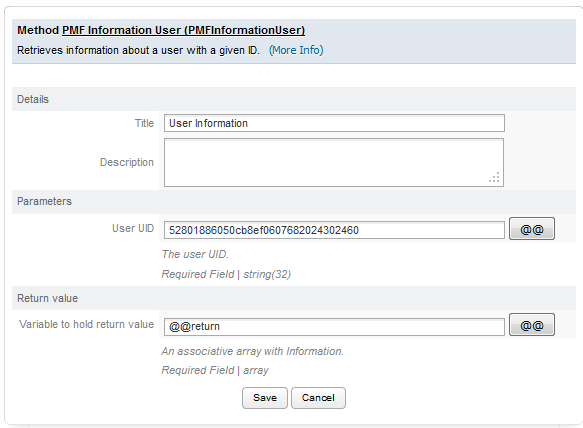 Method PMF Information User (PMFInformationUser)
Retrieves information about a user with a given ID. (More Info)
Details
Title User Information
Description
Parameters
User UID 52801886050cb8ef0607682024302460 @@
The user UID.
Required Field | string(32)
Return value
Variable to hold return value @@return @@
An associative array with Information.
Required Field | array
Save Cancel